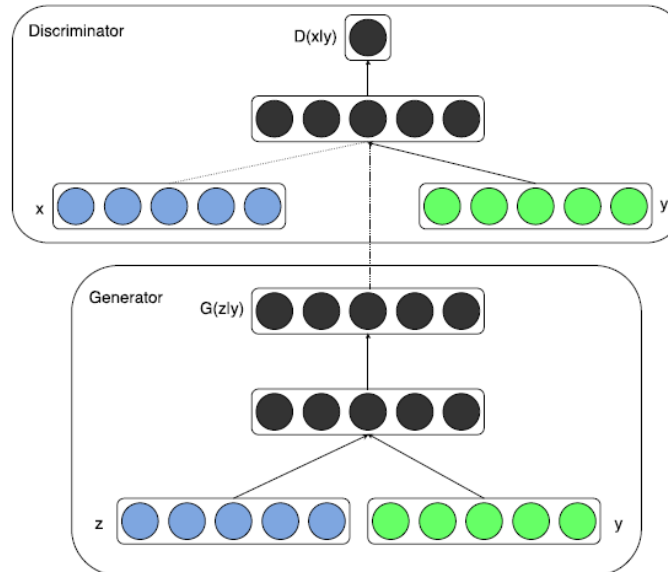 Discriminator
D(x|y)
x
y
Generator
G(z|y)
z
y